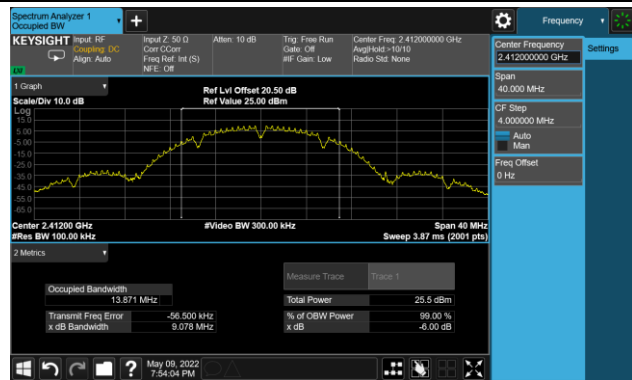 Spectrum Analyzer 1
Occupied BW
+
Frequency
KEYSIGHT
Input: RF
Coupling: DC
Align: Auto
Input Z: 50 Ω
Corr CCorr
Freq Ref: Int (S)
NFE: Off
Atten: 10 dB
Trig: Free Run
Gate: Off
#IF Gain: Low
Center Freq: 2.412000000 GHz
Avg|Hold:>10/10
Radio Std: None
LXI
Center Frequency
2.412000000 GHz
Settings
Span
40.000 MHz
CF Step
4.000000 MHz
Auto
Man
Freq Offset
0 Hz
1 Graph
Scale/Div 10.0 dB
Ref Lvl Offset 20.50 dB
Ref Value 25.00 dBm
Log
15.0
5.00
-5.00
-15.0
-25.0
-35.0
-45.0
-55.0
-65.0
Center 2.41200 GHz
#Res BW 100.00 kHz
#Video BW 300.00 kHz
Span 40 MHz
Sweep 3.87 ms (2001 pts)
2 Metrics
Measure Trace
Trace 1
Occupied Bandwidth
13.871 MHz
Total Power
25.5 dBm
Transmit Freq Error
-56.500 kHz
% of OBW Power
99.00 %
x dB Bandwidth
9.078 MHz
x dB
-6.00 dB
?
May 09, 2022
7:54:04 PM